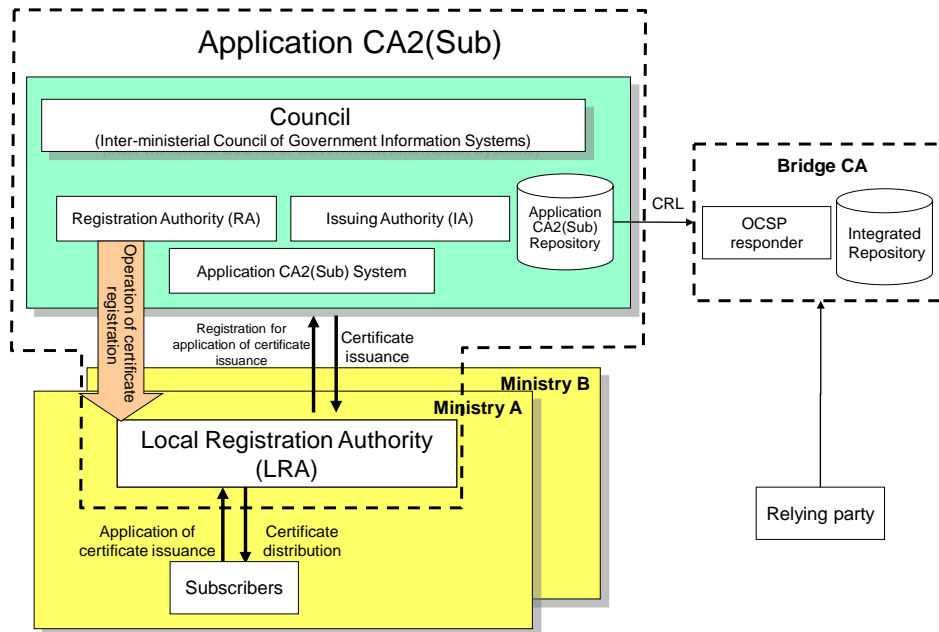 Application CA2(Sub)
Council
(Inter-ministerial Council of Government Information Systems)
Registration Authority (RA)
Issuing Authority (IA)
Application
CA2(Sub)
Repository
Application CA2(Sub) System
CRL
Bridge CA
OCSP
responder
Integrated
Repository
Operation of certificate
registration
Registration for
application of certificate
issuance
Certificate
issuance
Ministry B
Ministry A
Local Registration Authority
(LRA)
Application of
certificate issuance
Certificate
distribution
Subscribers
Relying party